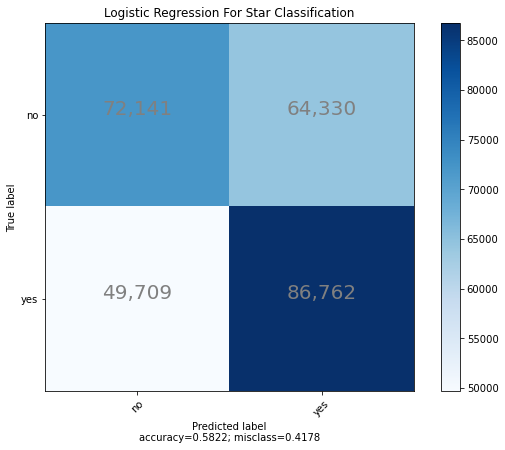 Logistic Regression For Star Classification
no
72,141
64,330
yes
49,709
86,762
no
yes
True label
Predicted label
accuracy=0.5822; misclass=0.4178
85000
80000
75000
70000
65000
60000
55000
50000